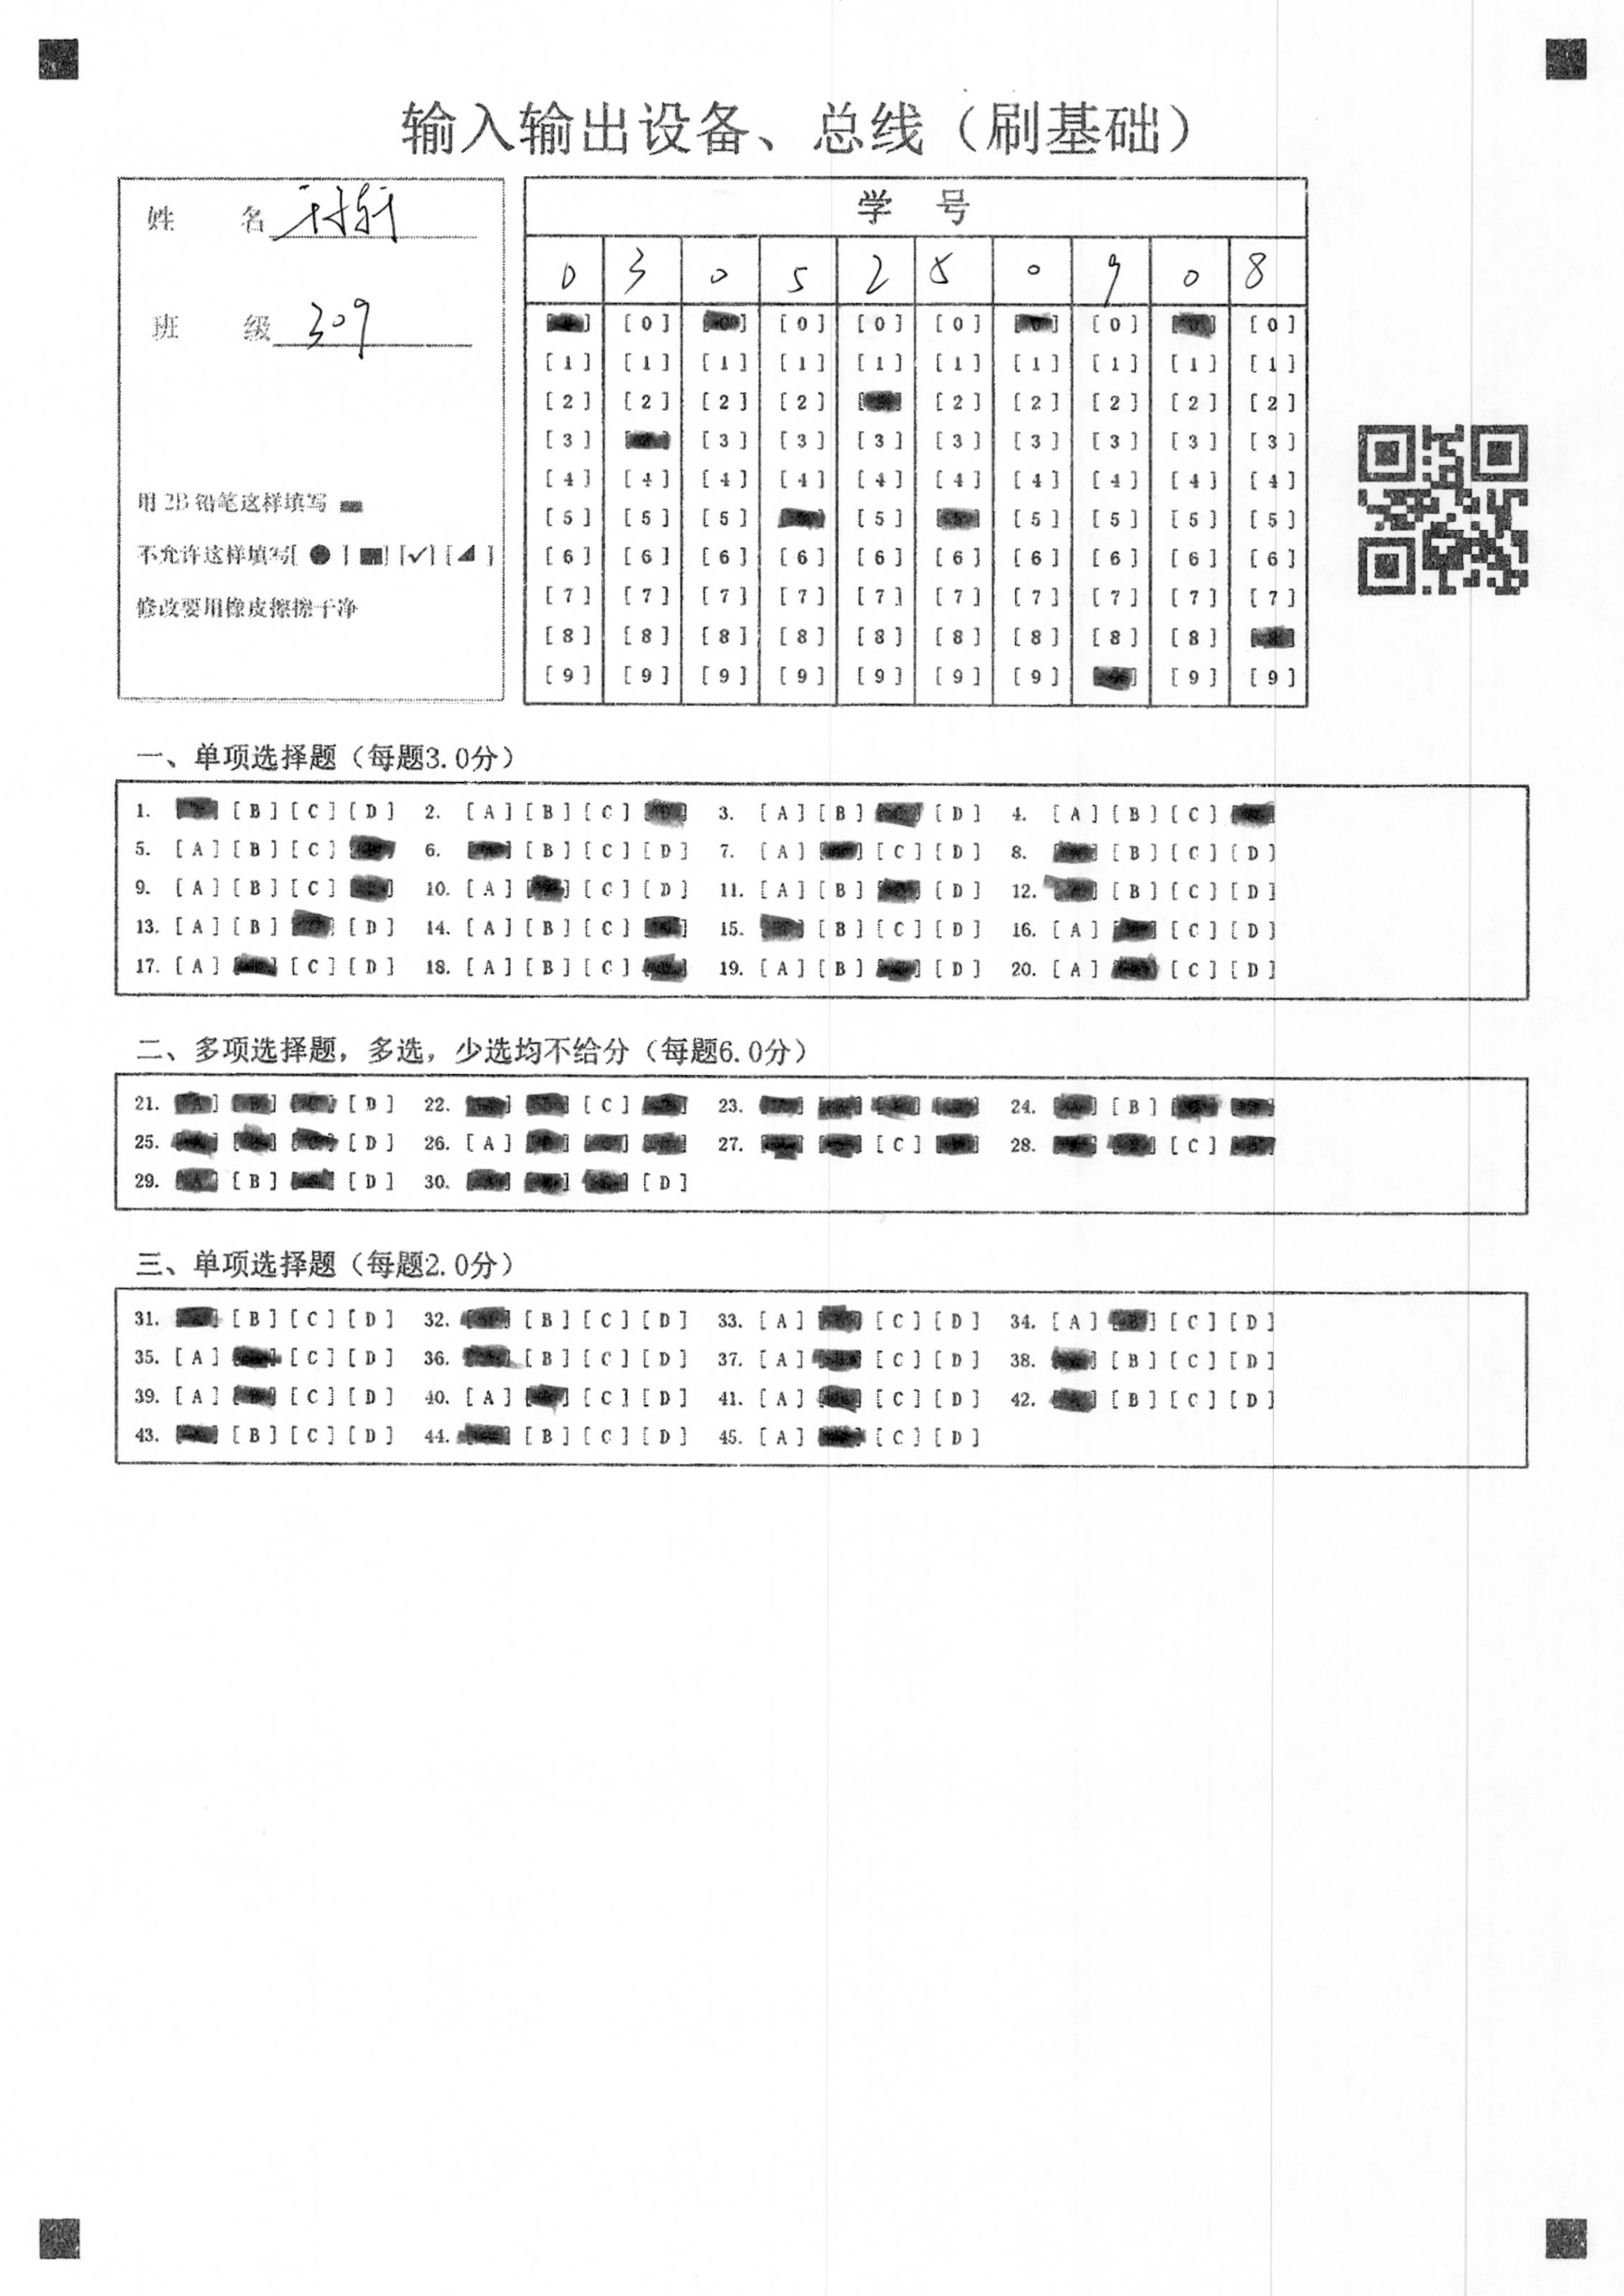 输入输出设备、总线（刷基础）
姓 名
班 级 309
用 2B 铅笔这样填写
不允许这样填写[ ● ] [■] [✓] [◢ ]
修改要用橡皮擦擦干净
学 号
0 3 0 5 2 5 0 9 0 8
[0] [0] [0] [0] [0] [0]
[1] [1] [1] [1] [1] [1] [1] [1] [1] [1]
[2] [2] [2] [2] [2] [2] [2] [2] [2]
[3] [3] [3] [3] [3] [3] [3] [3] [3]
[4] [4] [4] [4] [4] [4] [4] [4] [4] [4]
[5] [5] [5] [5] [5] [5] [5] [5]
[6] [6] [6] [6] [6] [6] [6] [6] [6] [6]
[7] [7] [7] [7] [7] [7] [7] [7] [7] [7]
[8] [8] [8] [8] [8] [8] [8] [8] [8]
[9] [9] [9] [9] [9] [9] [9] [9] [9]
一、单项选择题（每题3.0分）
1. [B] [C] [D] 2. [A] [B] [C] 3. [A] [B] [D] 4. [A] [B] [C]
5. [A] [B] [C] 6. [B] [C] [D] 7. [A] [C] [D] 8. [B] [C] [D]
9. [A] [B] [C] 10. [A] [C] [D] 11. [A] [B] [D] 12. [B] [C] [D]
13. [A] [B] [D] 14. [A] [B] [C] 15. [B] [C] [D] 16. [A] [C] [D]
17. [A] [C] [D] 18. [A] [B] [C] 19. [A] [B] [D] 20. [A] [C] [D]
二、多项选择题，多选，少选均不给分（每题6.0分）
21. [D] 22. [C] 23. 24. [B]
25. [D] 26. [A] 27. [C] 28. [C]
29. [B] [D] 30. [D]
三、单项选择题（每题2.0分）
31. [B] [C] [D] 32. [B] [C] [D] 33. [A] [C] [D] 34. [A] [C] [D]
35. [A] [C] [D] 36. [B] [C] [D] 37. [A] [C] [D] 38. [B] [C] [D]
39. [A] [C] [D] 40. [A] [C] [D] 41. [A] [C] [D] 42. [B] [C] [D]
43. [B] [C] [D] 44. [B] [C] [D] 45. [A] [C] [D]